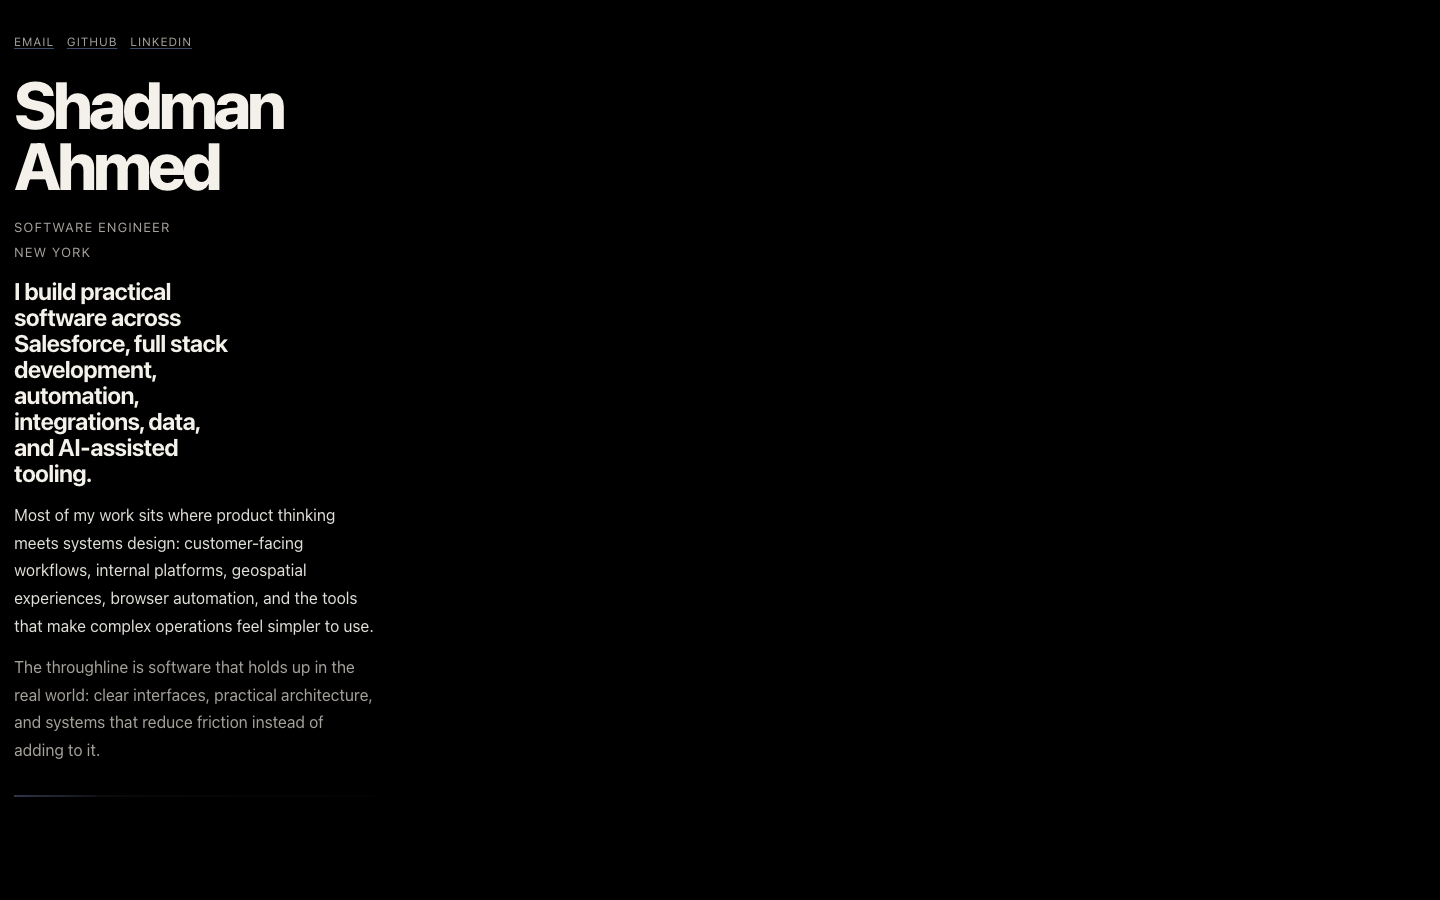 EMAIL GITHUB LINKEDIN
Shadman
Ahmed
SOFTWARE ENGINEER
NEW YORK
I build practical
software across
Salesforce, full stack
development,
automation,
integrations, data,
and AI-assisted
tooling.
Most of my work sits where product thinking
meets systems design: customer-facing
workflows, internal platforms, geospatial
experiences, browser automation, and the tools
that make complex operations feel simpler to use.
The throughline is software that holds up in the
real world: clear interfaces, practical architecture,
and systems that reduce friction instead of
adding to it.